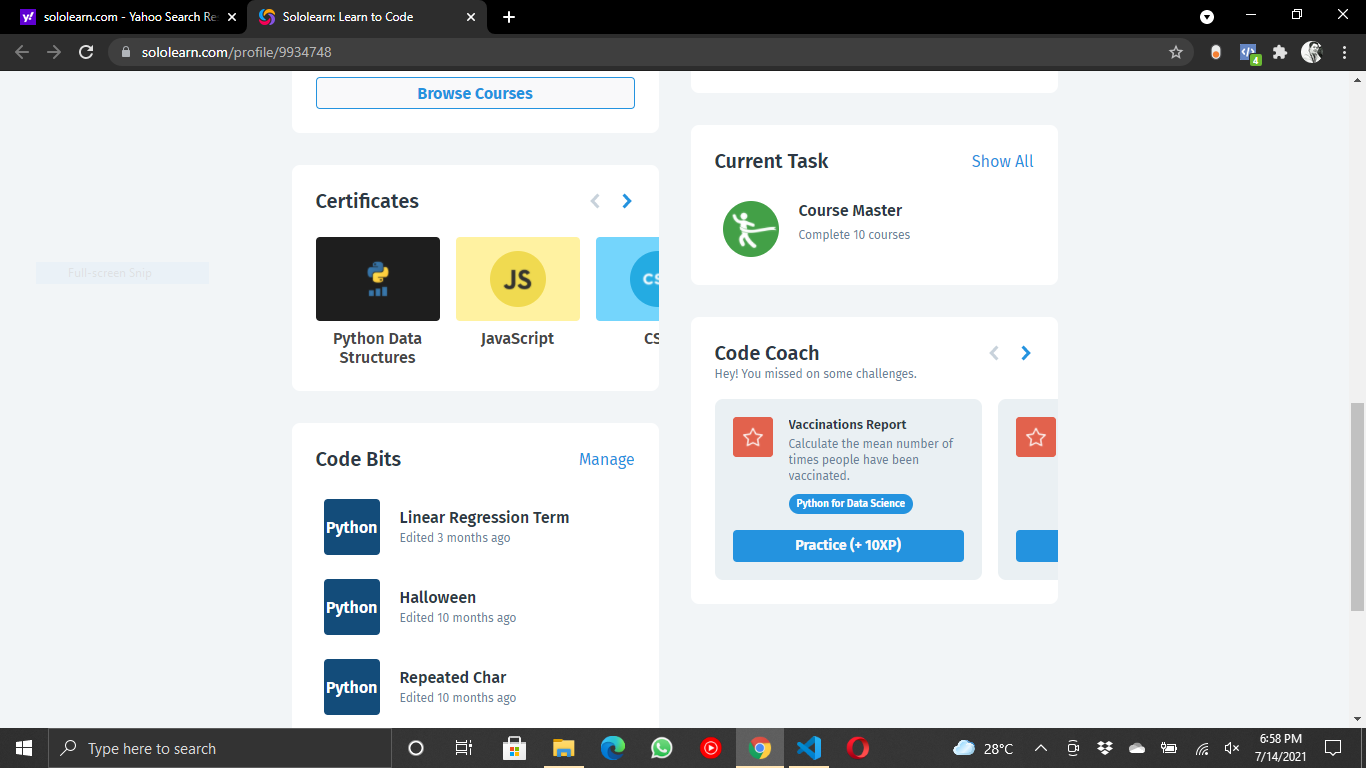 sololearn.com - Yahoo Search Re
Sololearn: Learn to Code
sololearn.com/profile/9934748
4
Browse Courses
Certificates
JS
CS
Python Data
Structures
JavaScript
CS
Full-screen Snip
Code Bits
Manage
Python
Linear Regression Term
Edited 3 months ago
Python
Halloween
Edited 10 months ago
Python
Repeated Char
Edited 10 months ago
Current Task
Show All
Course Master
Complete 10 courses
Code Coach
Hey! You missed on some challenges.
Vaccinations Report
Calculate the mean number of
times people have been
vaccinated.
Python for Data Science
Practice (+ 10XP)
Type here to search
28°C
6:58 PM
7/14/2021